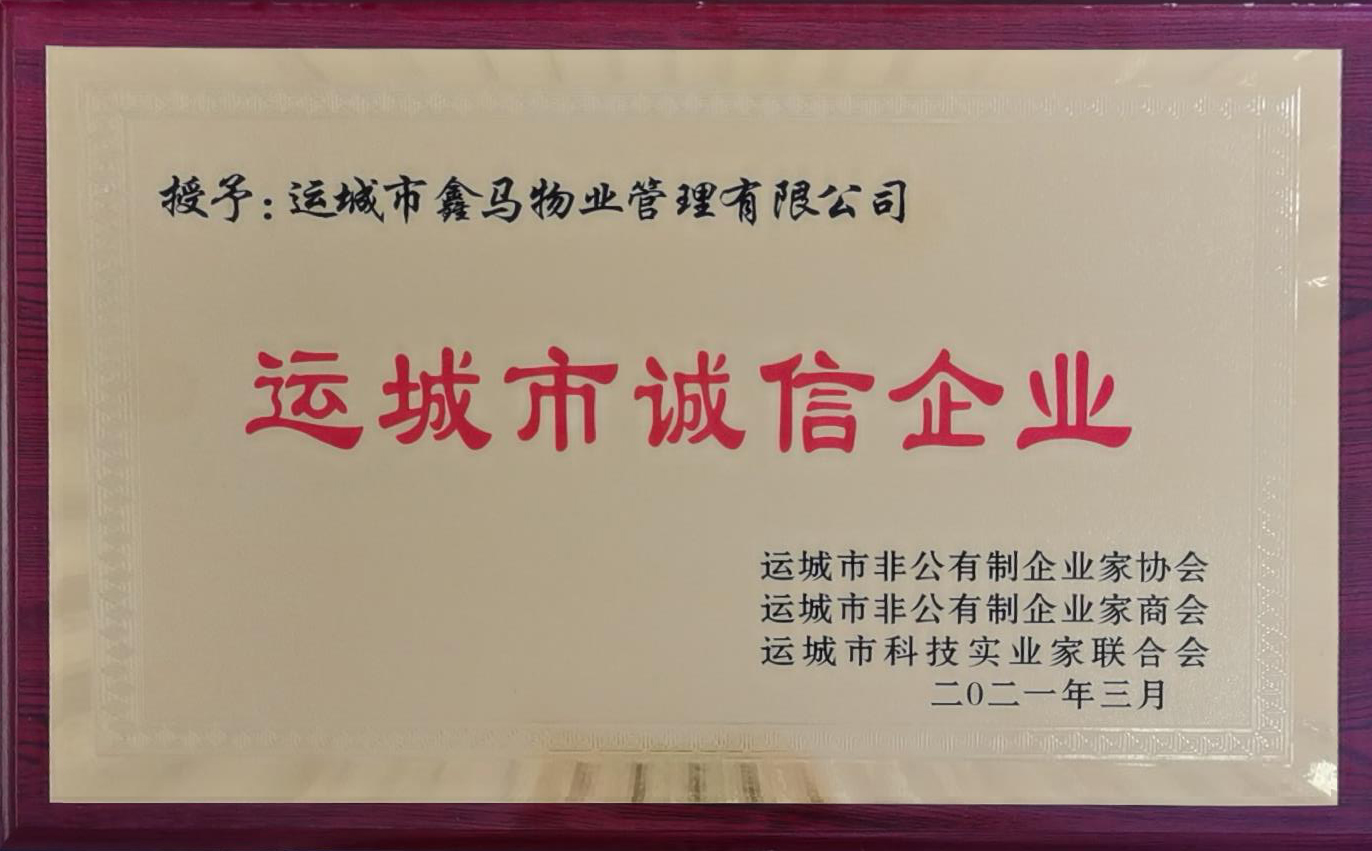 授予：运城市鑫马物业管理有限公司
运城市诚信企业
运城市非公有制企业家协会
运城市非公有制企业家商会
运城市科技实业家联合会
二〇二一年三月